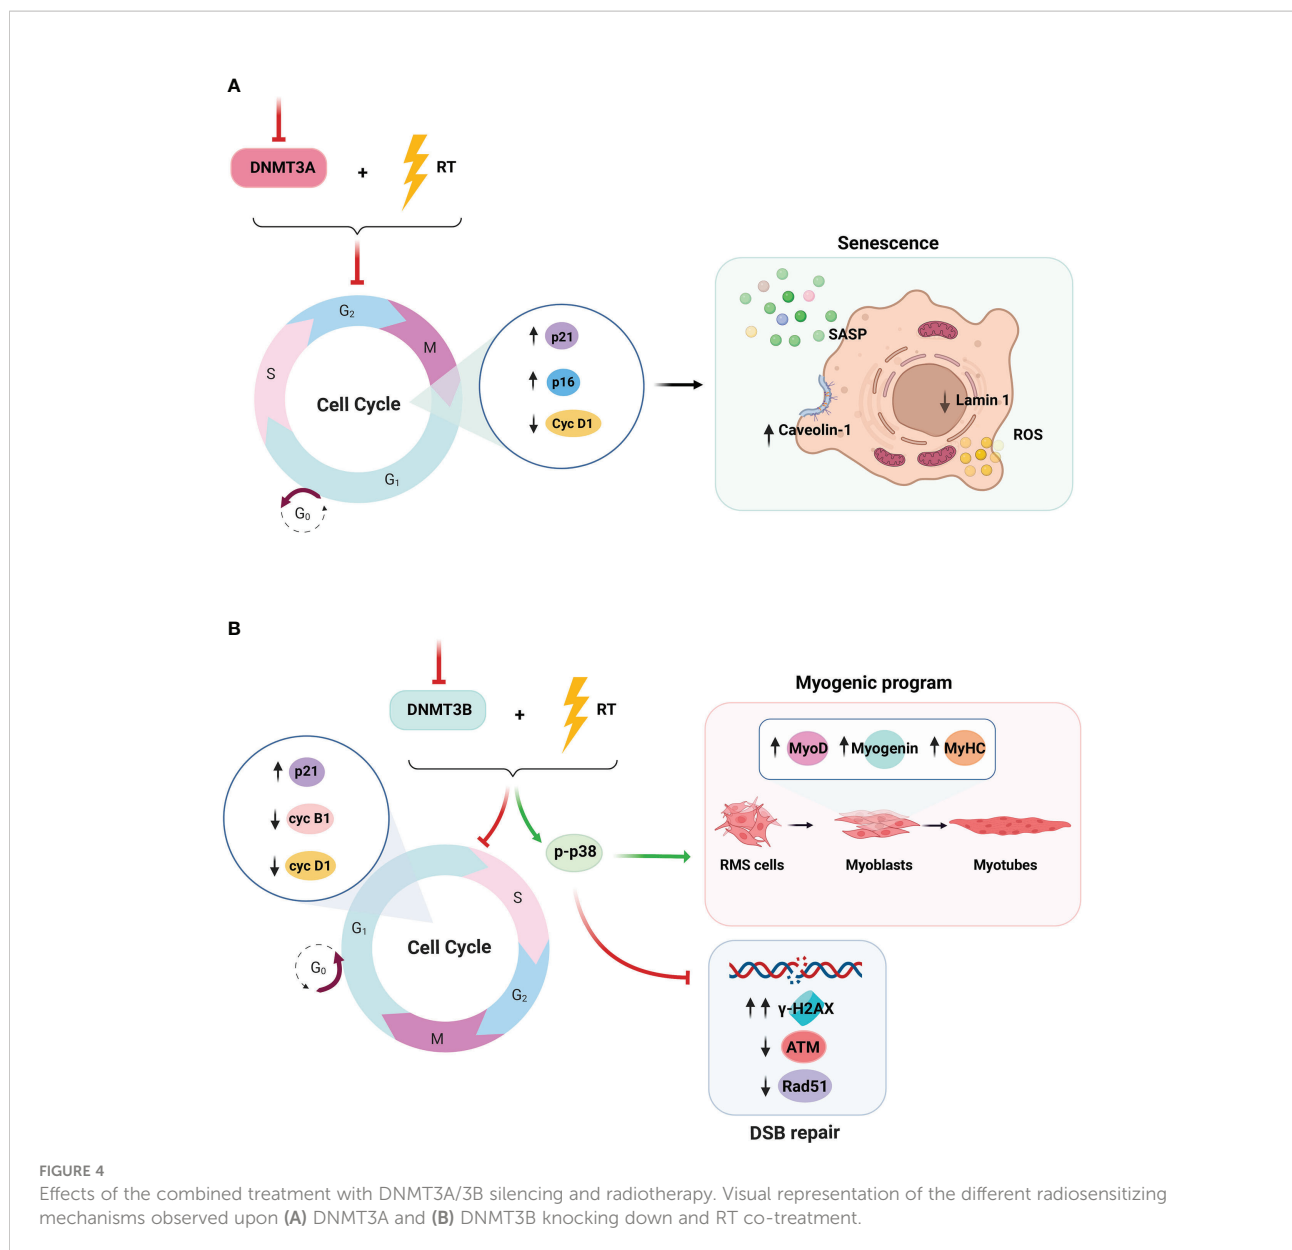 A
DNMT3A
+
RT
G₂
M
S
Cell Cycle
G₁
G₀
↑ p21
↑ p16
↓ Cyc D1
Senescence
SASP
↓ Lamin 1
↑ Caveolin-1
ROS
B
DNMT3B
+
RT
↑ p21
↓ cyc B1
↓ cyc D1
p-p38
S
G₁
Cell Cycle
G₀
G₂
M
Myogenic program
↑ MyoD ↑ Myogenin ↑ MyHC
RMS cells Myoblasts Myotubes
↑ ↑ γ-H2AX
↓ ATM
↓ Rad51
DSB repair
FIGURE 4
Effects of the combined treatment with DNMT3A/3B silencing and radiotherapy. Visual representation of the different radiosensitizing
mechanisms observed upon (A) DNMT3A and (B) DNMT3B knocking down and RT co-treatment.